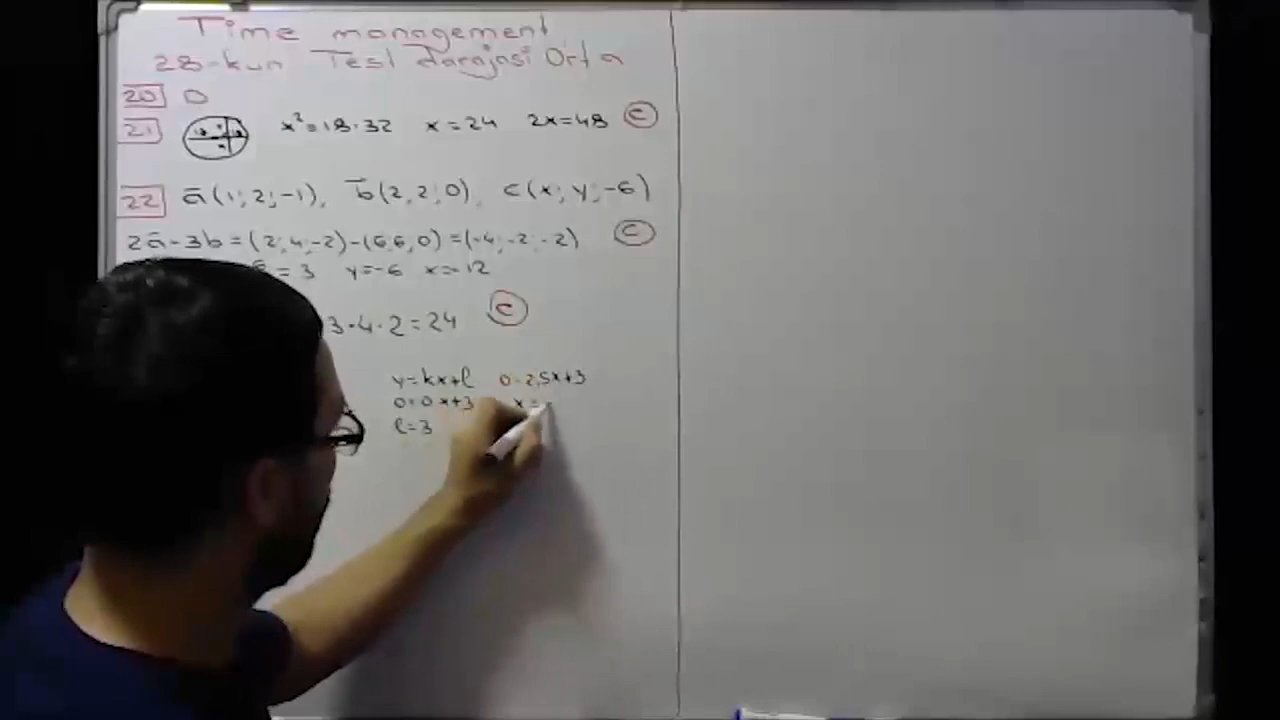 Time management
28-kun Test darajasi Orta
20 0
21 x²=18·32 x=24 2x=48 C
22 a(1;2;-1), b(2,2;0), c(x;y;-6)
2a-3b=(2;4;-2)-(6;6,0)=(-4;-2;-2) C
=3 y=-6 x=-12
3·4·2=24 C
y=kx+l 0=2,5x+3
0=0·x+3 x=
l=3